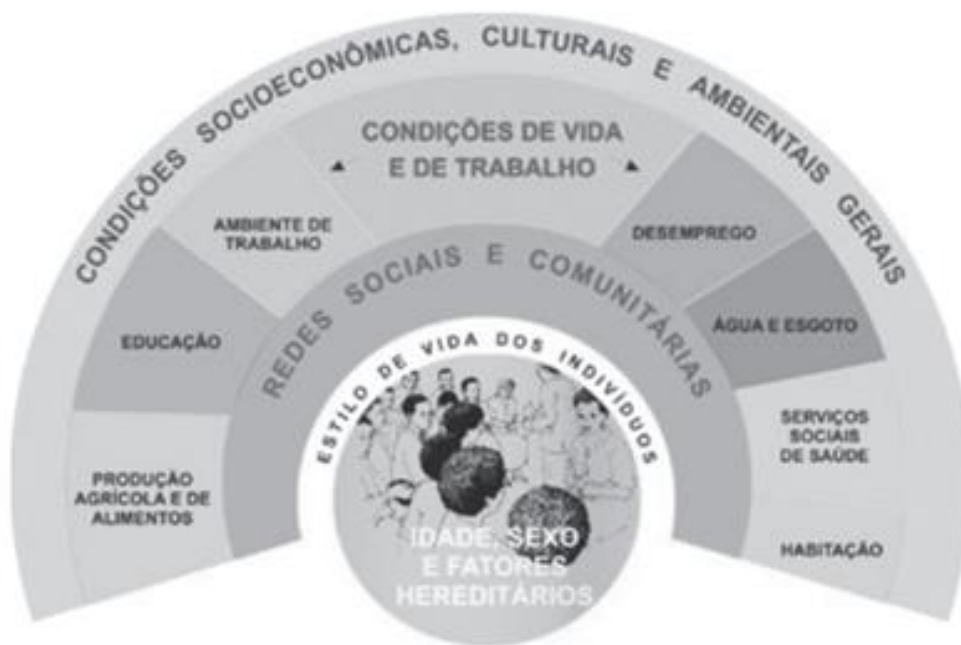 CONDIÇÕES SOCIOECONÔMICAS, CULTURAIS E AMBIENTAIS GERAIS
CONDIÇÕES DE VIDA
E DE TRABALHO
AMBIENTE DE
TRABALHO
DESEMPREGO
REDES SOCIAIS E COMUNITÁRIAS
EDUCAÇÃO
ÁGUA E ESGOTO
ESTILO DE VIDA DOS INDIVÍDUOS
PRODUÇÃO
AGRÍCOLA E DE
ALIMENTOS
SERVIÇOS
SOCIAIS
DE SAÚDE
HABITAÇÃO
IDADE, SEXO
E FATORES
HEREDITÁRIOS